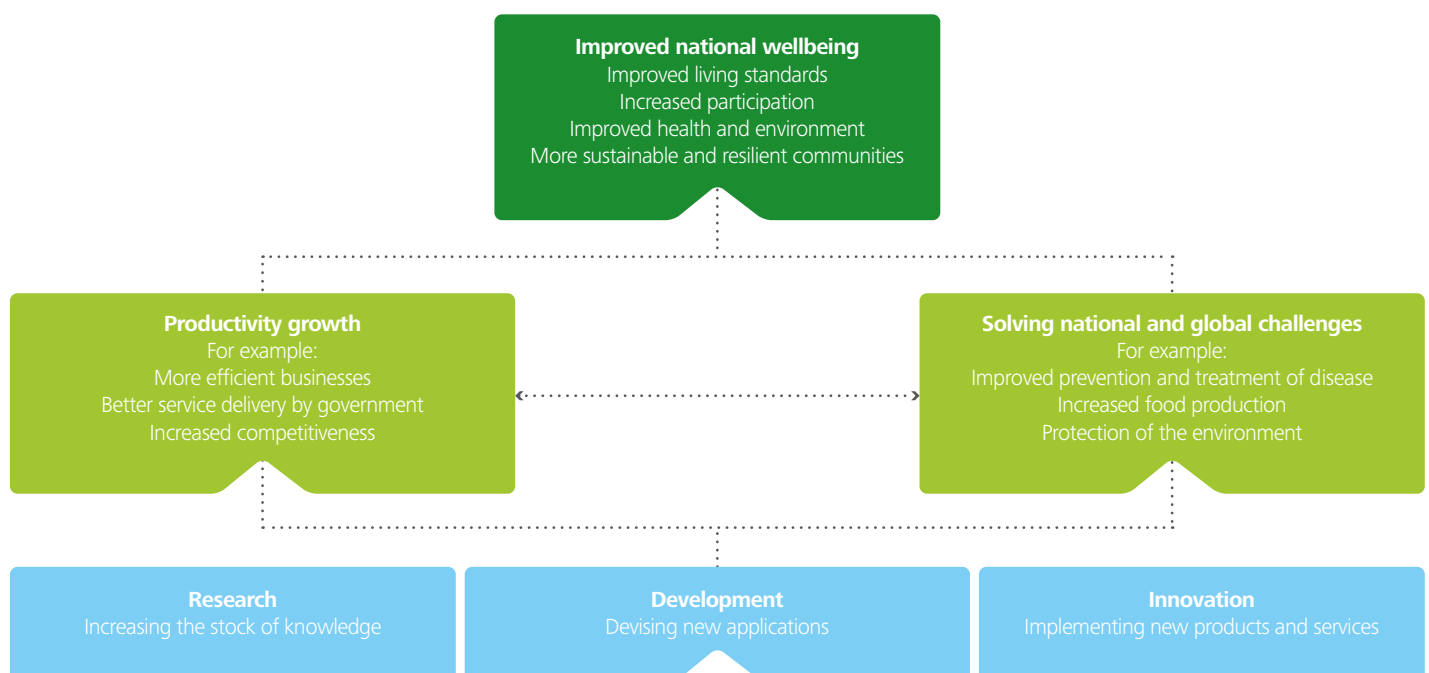 Improved national wellbeing
Improved living standards
Increased participation
Improved health and environment
More sustainable and resilient communities
Productivity growth
For example:
More efficient businesses
Better service delivery by government
Increased competitiveness
Solving national and global challenges
For example:
Improved prevention and treatment of disease
Increased food production
Protection of the environment
Research
Increasing the stock of knowledge
Development
Devising new applications
Innovation
Implementing new products and services